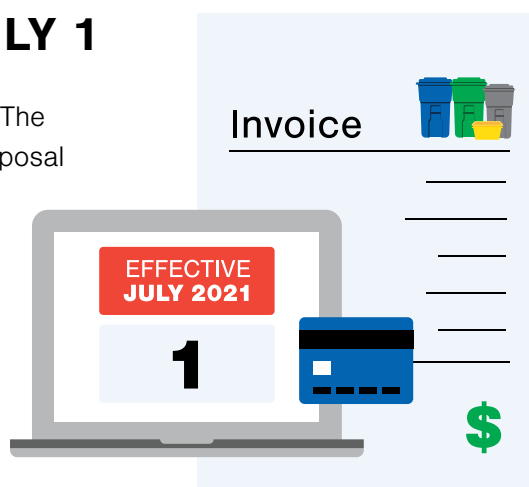 LY 1
The
posal
Invoice
EFFECTIVE
JULY 2021
1
$